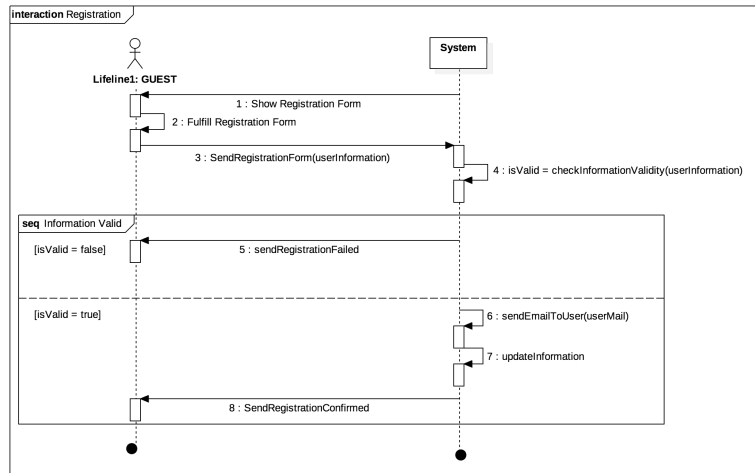 interaction Registration
System
Lifeline1: GUEST
1 : Show Registration Form
2 : Fulfill Registration Form
3 : SendRegistrationForm(userInformation)
4 : isValid = checkInformationValidity(userInformation)
seq Information Valid
[isValid = false]
5 : sendRegistrationFailed
[isValid = true]
6 : sendEmailToUser(userMail)
7 : updateInformation
8 : SendRegistrationConfirmed